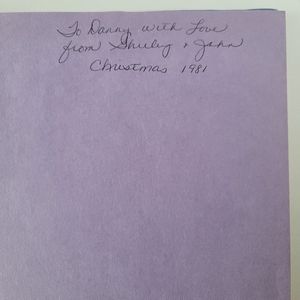 To Danny with Love
from Shirley & John
Christmas 1981